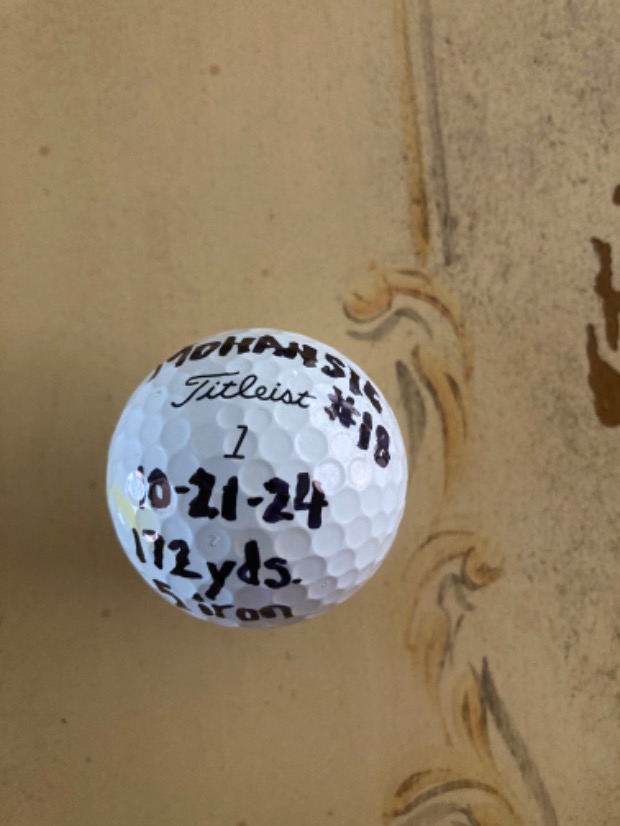 MOHANSIC
Titleist
#18
1
10-21-24
172 yds.
5 iron